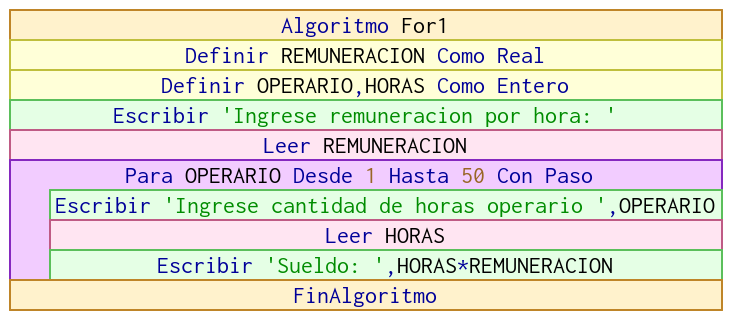 Algoritmo For1
Definir REMUNERACION Como Real
Definir OPERARIO,HORAS Como Entero
Escribir 'Ingrese remuneracion por hora: '
Leer REMUNERACION
Para OPERARIO Desde 1 Hasta 50 Con Paso
Escribir 'Ingrese cantidad de horas operario ',OPERARIO
Leer HORAS
Escribir 'Sueldo: ',HORAS*REMUNERACION
FinAlgoritmo